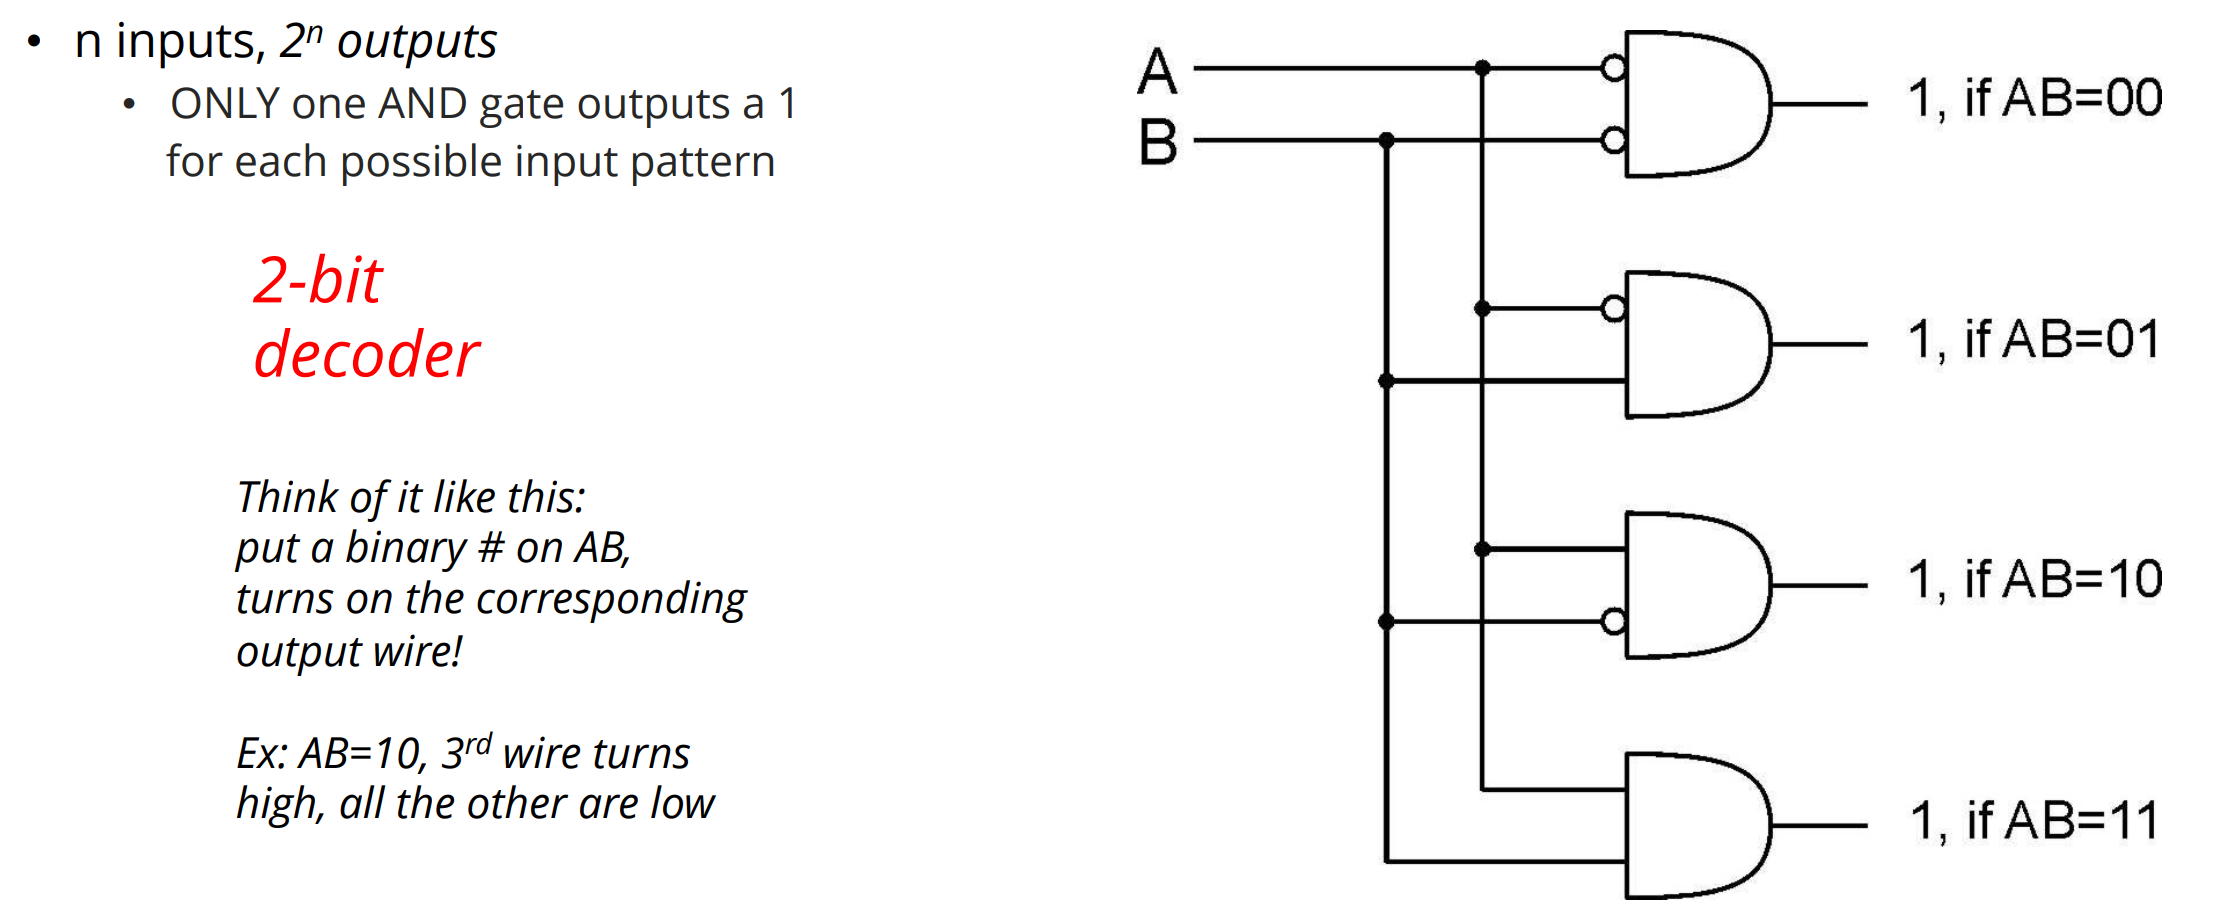 • n inputs, 2ⁿ outputs
• ONLY one AND gate outputs a 1
for each possible input pattern
2-bit
decoder
Think of it like this:
put a binary # on AB,
turns on the corresponding
output wire!
Ex: AB=10, 3ʳᵈ wire turns
high, all the other are low
A
B
1, if AB=00
1, if AB=01
1, if AB=10
1, if AB=11